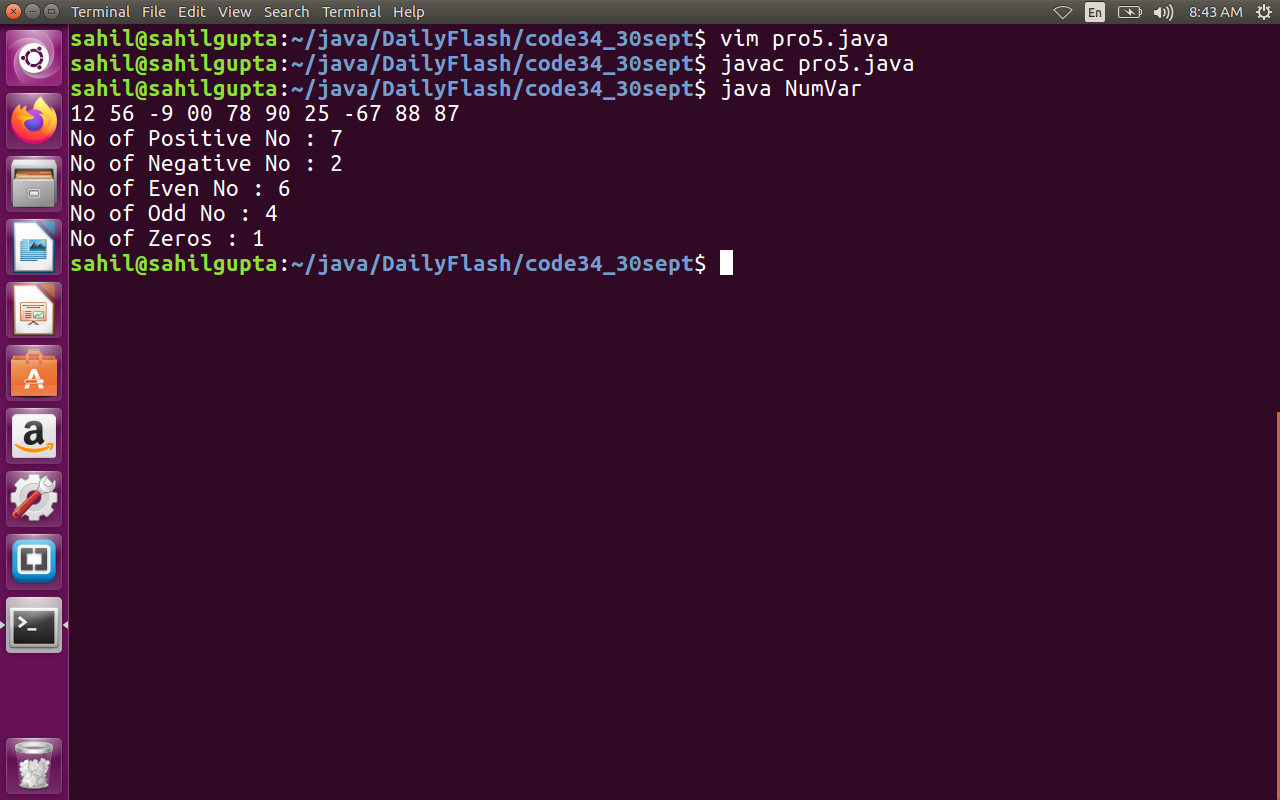 Terminal File Edit View Search Terminal Help En 8:43 AM
sahil@sahilgupta:~/java/DailyFlash/code34_30sept$ vim pro5.java
sahil@sahilgupta:~/java/DailyFlash/code34_30sept$ javac pro5.java
sahil@sahilgupta:~/java/DailyFlash/code34_30sept$ java NumVar
12 56 -9 00 78 90 25 -67 88 87
No of Positive No : 7
No of Negative No : 2
No of Even No : 6
No of Odd No : 4
No of Zeros : 1
sahil@sahilgupta:~/java/DailyFlash/code34_30sept$